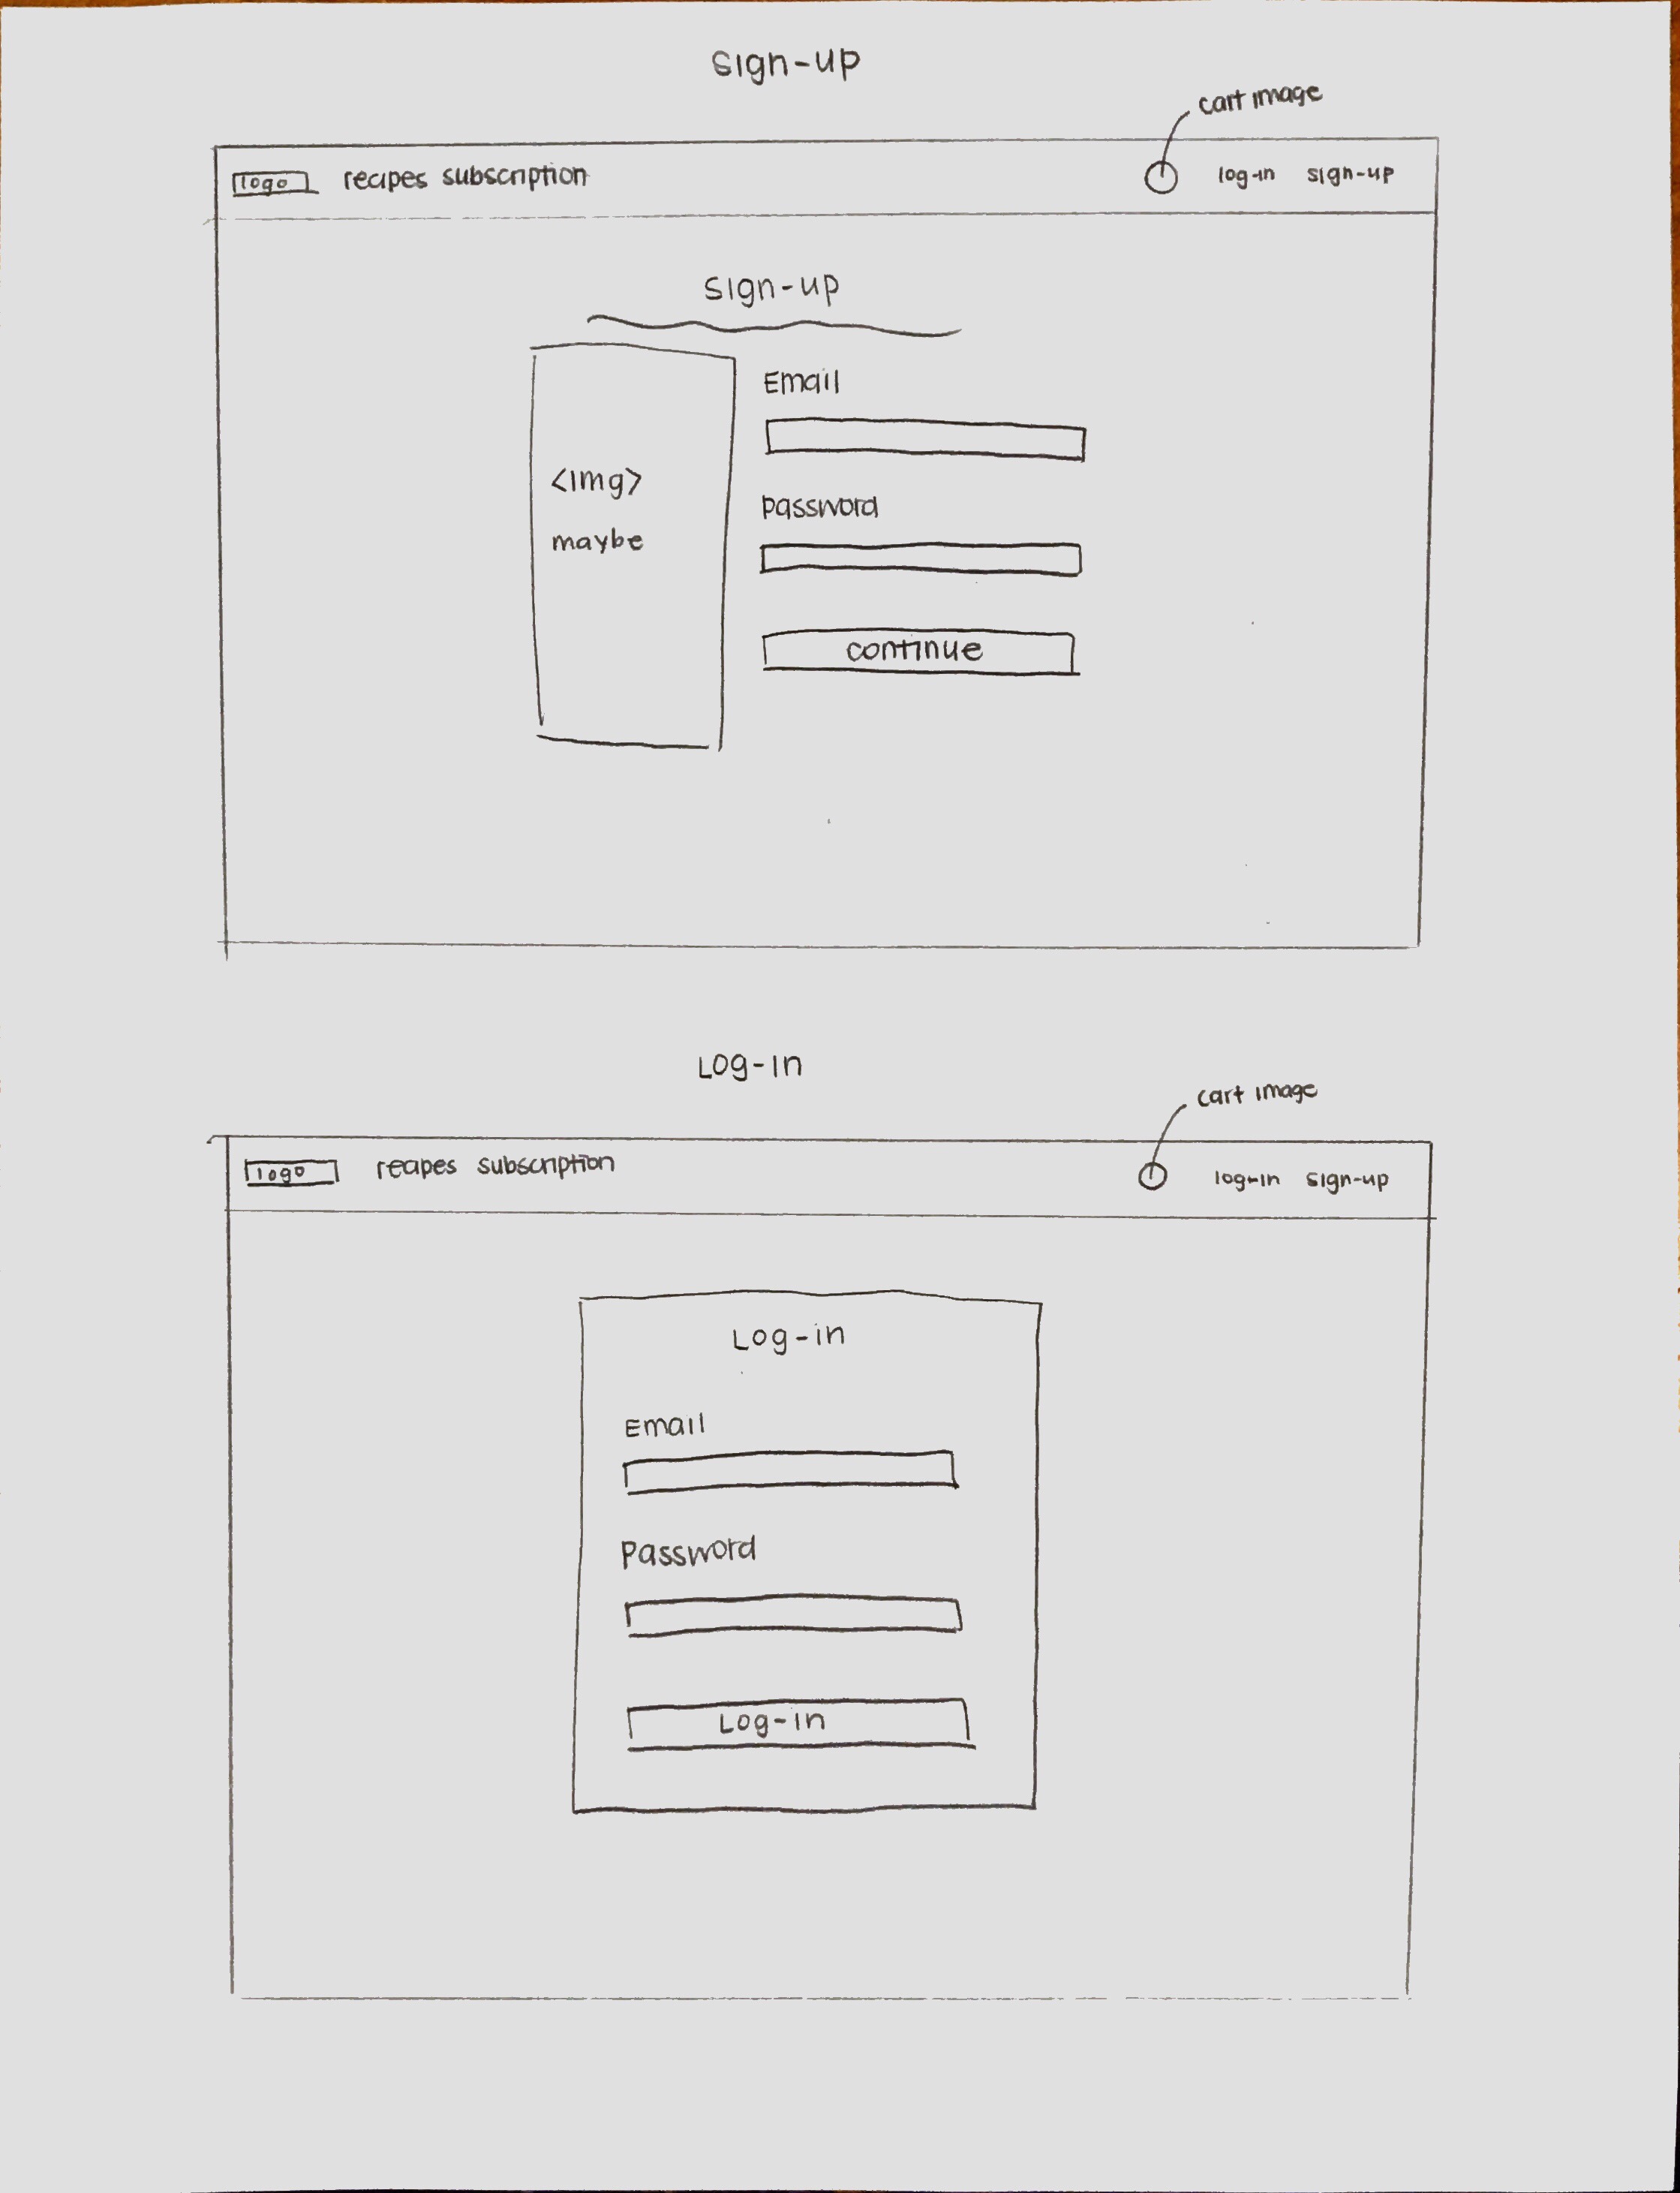 sign-up
cart image
logo recipes subscription log-in sign-up
sign-up
Email
<img>
password
maybe
continue
Log-in
cart image
logo recipes subscription log-in sign-up
Log-in
Email
Password
Log-in